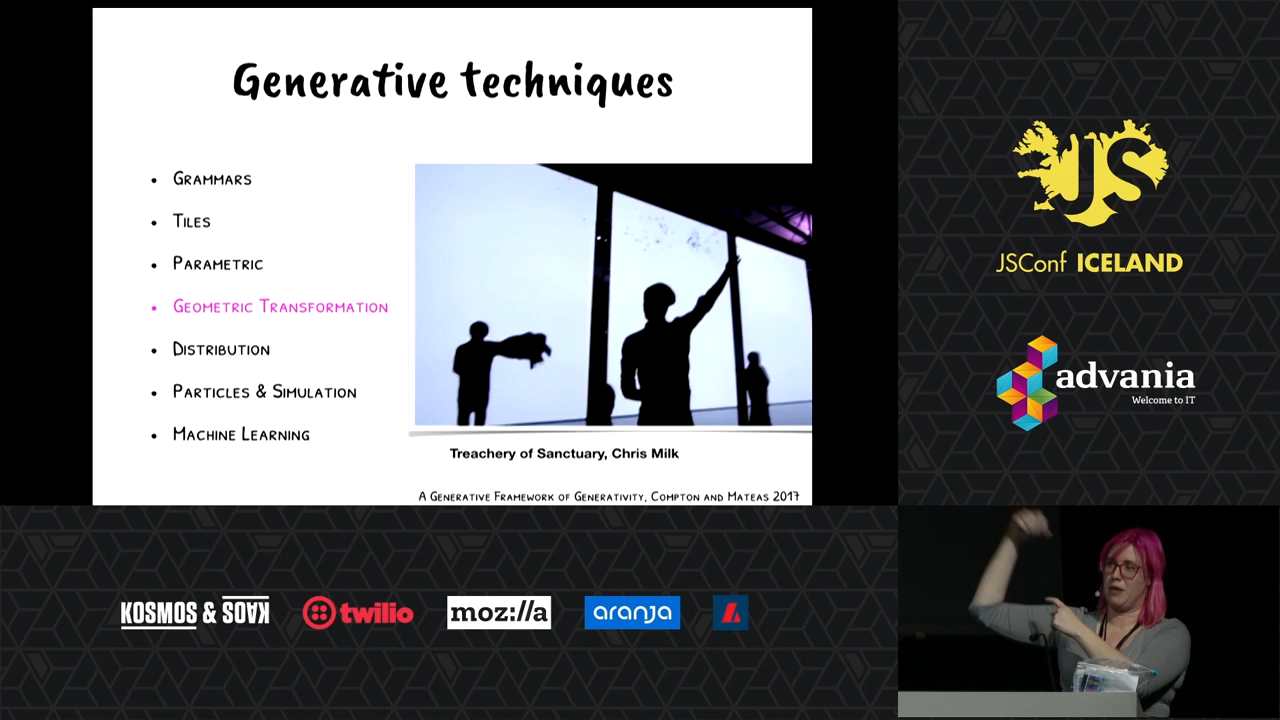 Generative techniques
• Grammars
• Tiles
• Parametric
• Geometric Transformation
• Distribution
• Particles & Simulation
• Machine Learning
Treachery of Sanctuary, Chris Milk
A Generative Framework of Generativity, Compton and Mateas 2017
JS
JSConf ICELAND
advania
Welcome to IT
KOSMOS & KAOS
twilio
moz://a
aranja